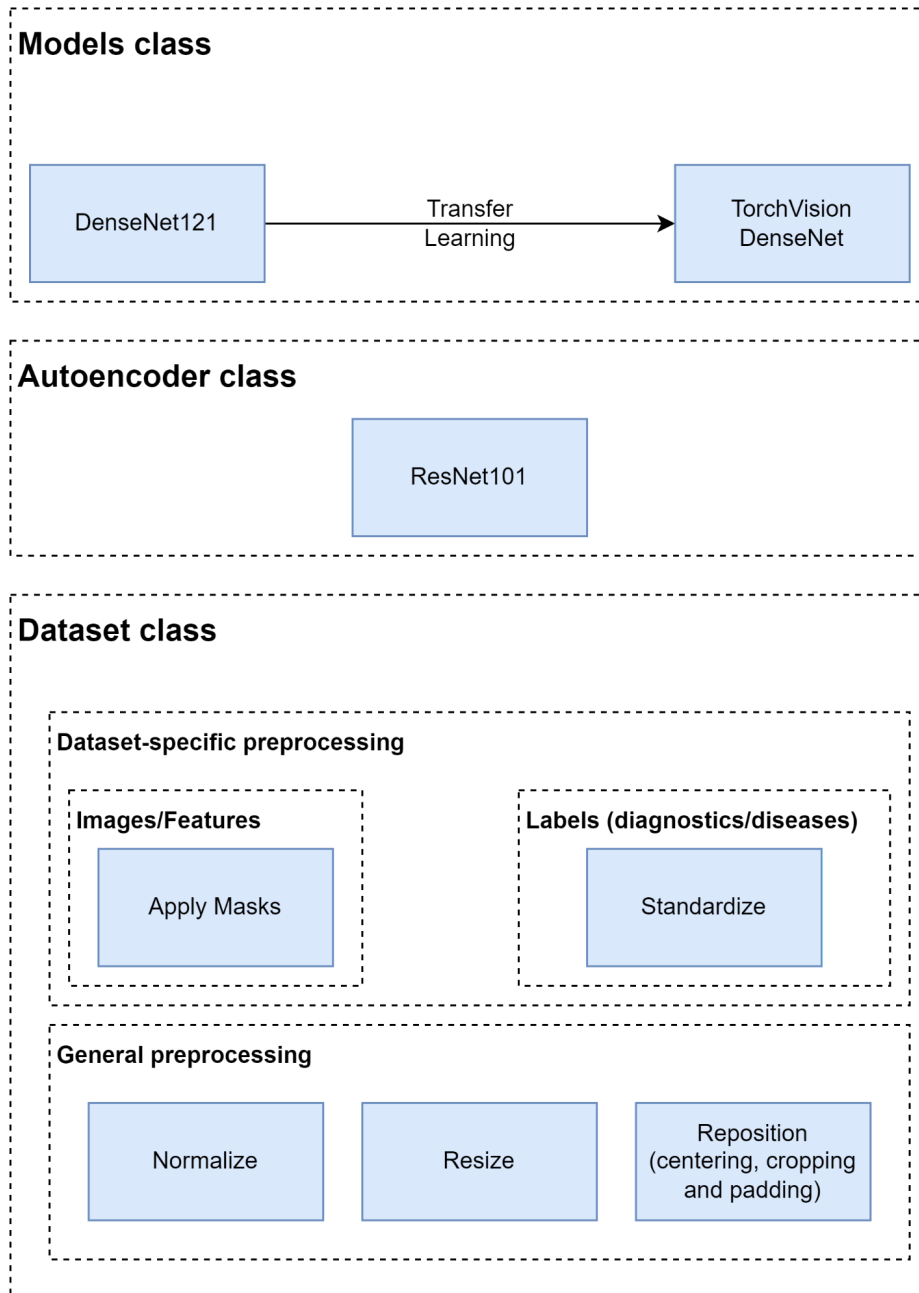 Models class
DenseNet121
Transfer
Learning
TorchVision
DenseNet
Autoencoder class
ResNet101
Dataset class
Dataset-specific preprocessing
Images/Features
Apply Masks
Labels (diagnostics/diseases)
Standardize
General preprocessing
Normalize
Resize
Reposition
(centering, cropping
and padding)